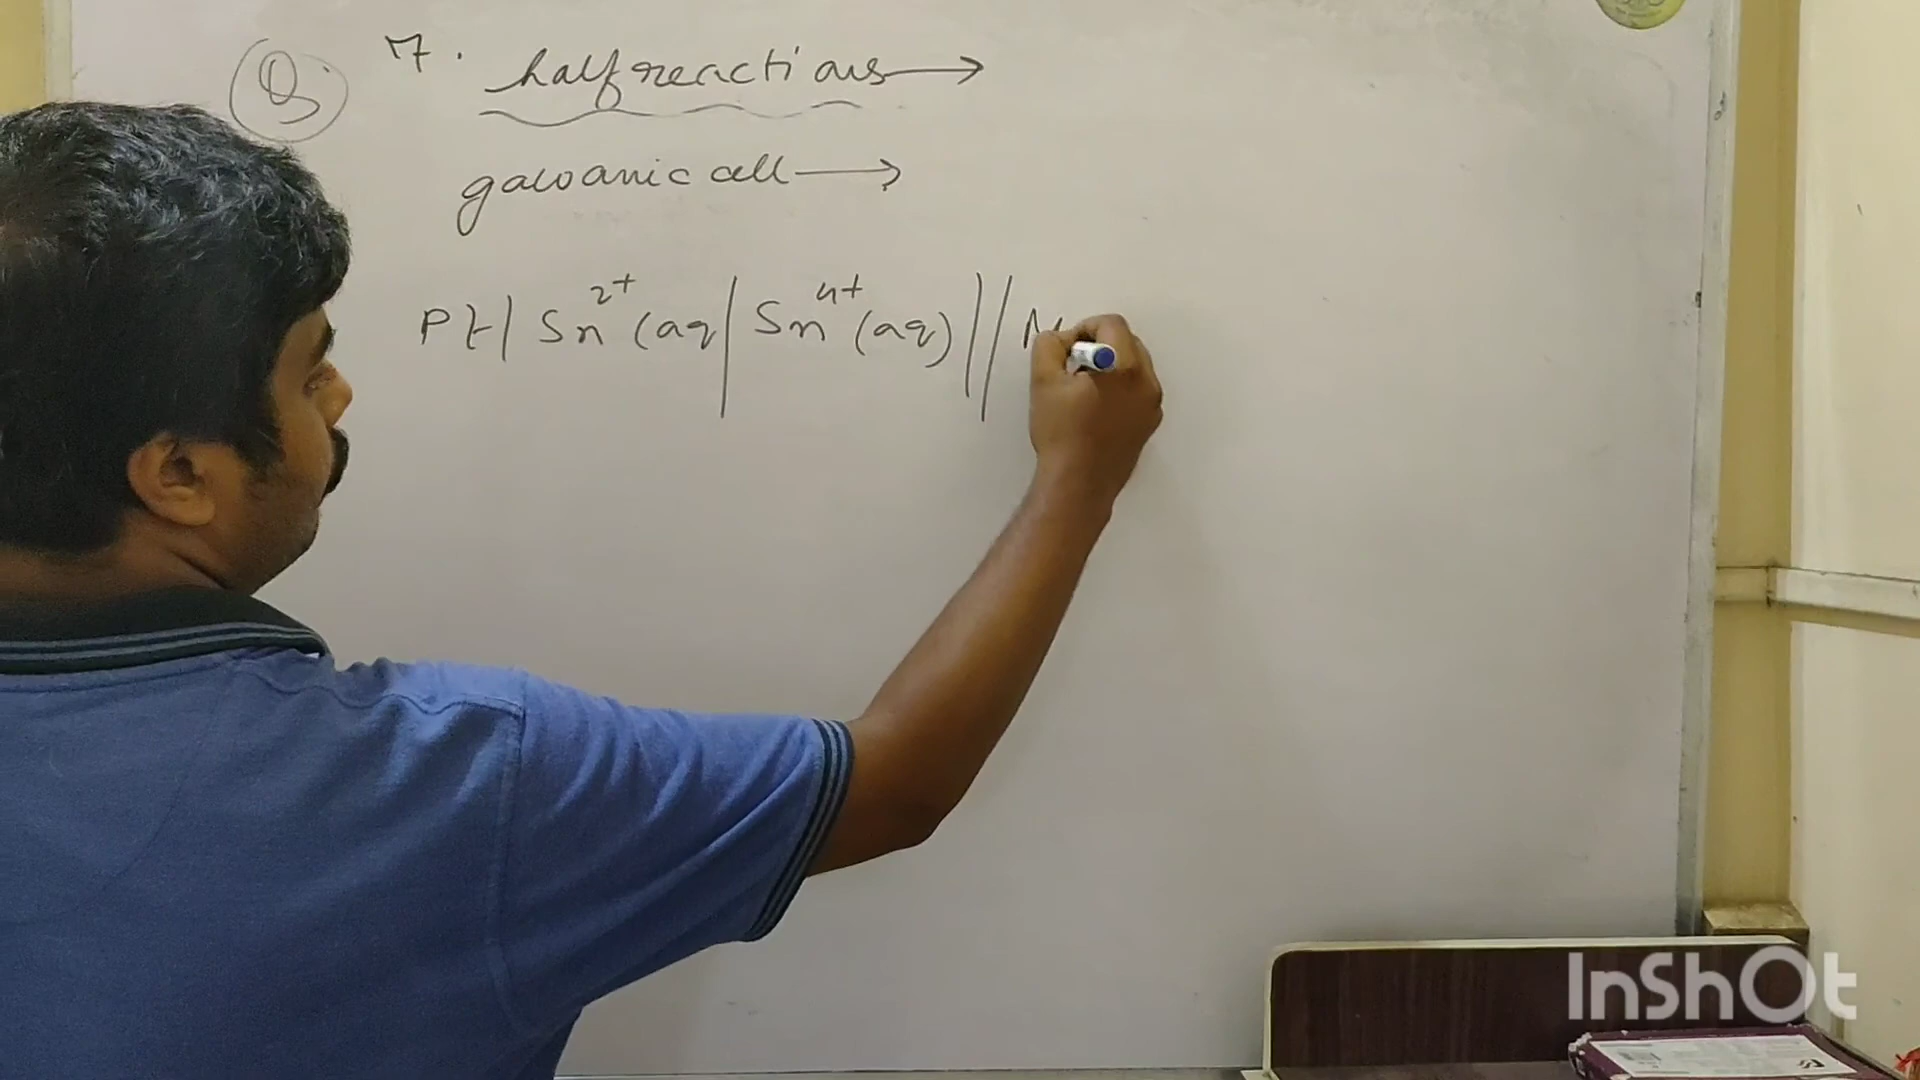 Q. 7. half reactions →
galvanic cell →
Pt | Sn²⁺ (aq | Sn⁴⁺ (aq) ||
InShOt